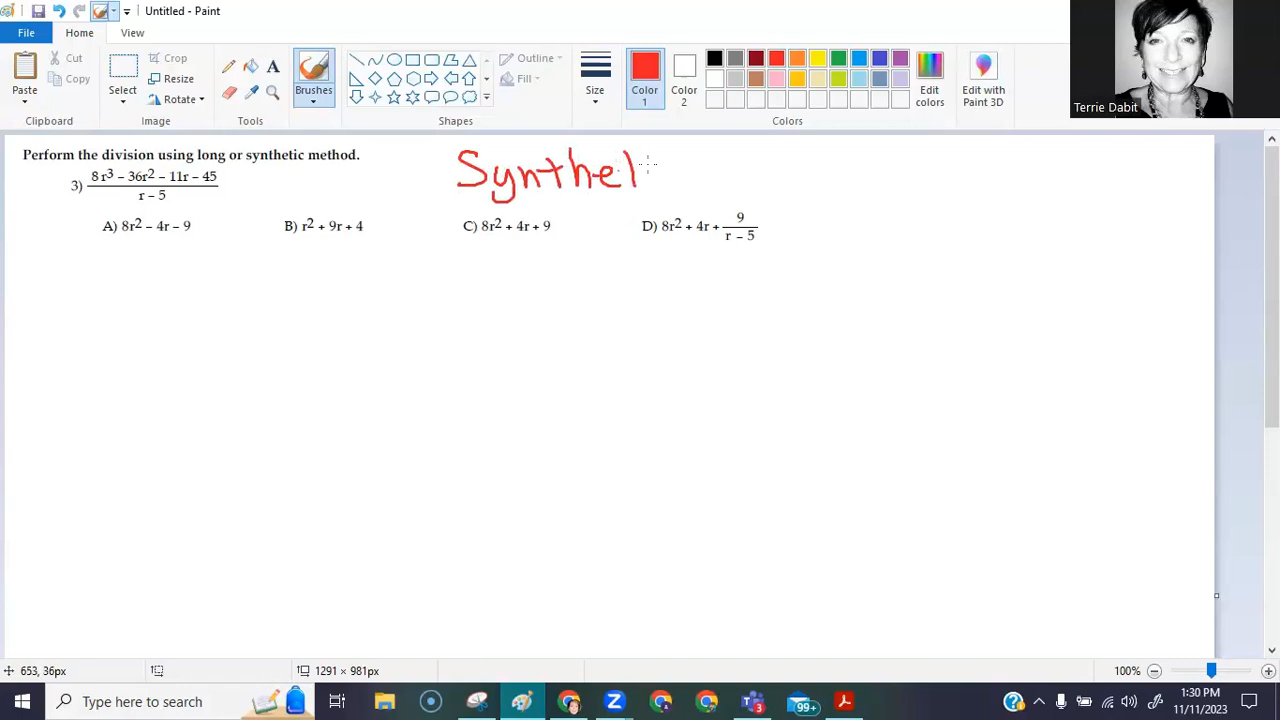 Untitled - Paint
File
Home
View
Paste
Cut
Copy
Clipboard
Select
Crop
Resize
Rotate
Image
A
Tools
Brushes
Shapes
Outline
Fill
Size
Color 1
Color 2
Edit colors
Edit with Paint 3D
Colors
Terrie Dabit
Perform the division using long or synthetic method.
Synthel
3) (8r³ − 36r² − 11r − 45) / (r − 5)
A) 8r² − 4r − 9 B) r² + 9r + 4 C) 8r² + 4r + 9 D) 8r² + 4r + 9 / (r − 5)
653, 36px
1291 × 981px
100%
Type here to search
3
99+
1:30 PM
11/11/2023